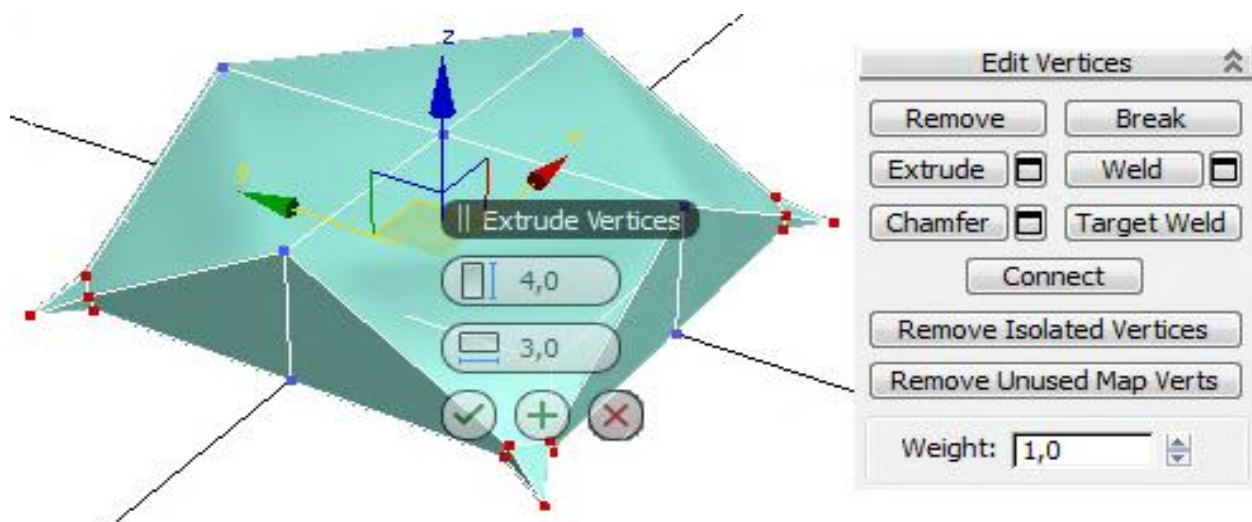 z
Extrude Vertices
4,0
3,0
Edit Vertices
Remove
Break
Extrude
Weld
Chamfer
Target Weld
Connect
Remove Isolated Vertices
Remove Unused Map Verts
Weight: 1,0